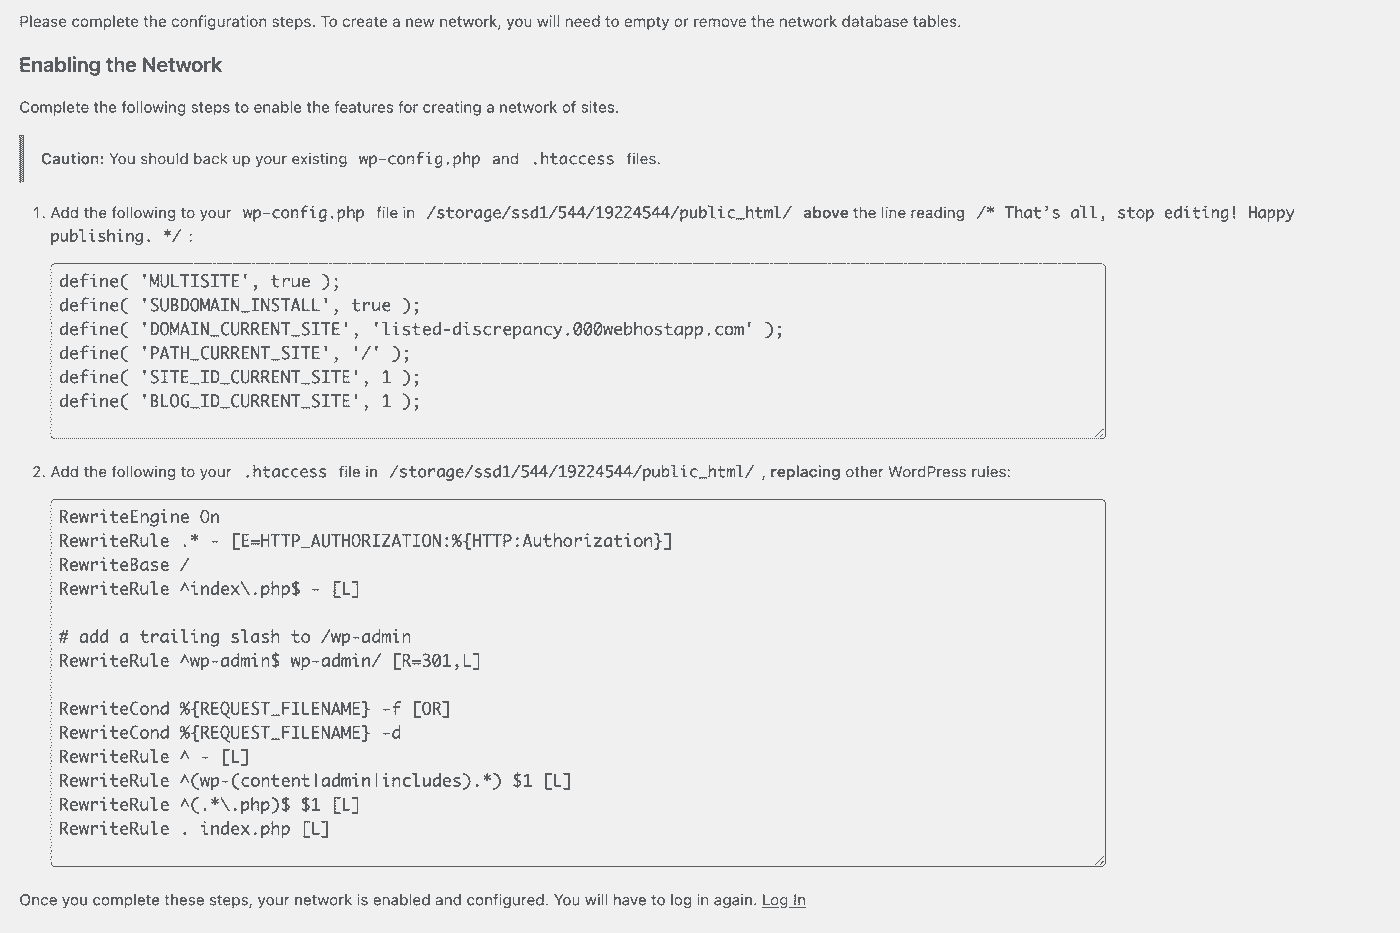 Please complete the configuration steps. To create a new network, you will need to empty or remove the network database tables.
Enabling the Network
Complete the following steps to enable the features for creating a network of sites.
Caution: You should back up your existing wp-config.php and .htaccess files.
1. Add the following to your wp-config.php file in /storage/ssd1/544/19224544/public_html/ above the line reading /* That’s all, stop editing! Happy
publishing. */ :
define( 'MULTISITE', true );
define( 'SUBDOMAIN_INSTALL', true );
define( 'DOMAIN_CURRENT_SITE', 'listed-discrepancy.000webhostapp.com' );
define( 'PATH_CURRENT_SITE', '/' );
define( 'SITE_ID_CURRENT_SITE', 1 );
define( 'BLOG_ID_CURRENT_SITE', 1 );
2. Add the following to your .htaccess file in /storage/ssd1/544/19224544/public_html/ , replacing other WordPress rules:
RewriteEngine On
RewriteRule .* - [E=HTTP_AUTHORIZATION:%{HTTP:Authorization}]
RewriteBase /
RewriteRule ^index\.php$ - [L]
# add a trailing slash to /wp-admin
RewriteRule ^wp-admin$ wp-admin/ [R=301,L]
RewriteCond %{REQUEST_FILENAME} -f [OR]
RewriteCond %{REQUEST_FILENAME} -d
RewriteRule ^ - [L]
RewriteRule ^(wp-(content|admin|includes).*) $1 [L]
RewriteRule ^(.*\.php)$ $1 [L]
RewriteRule . index.php [L]
Once you complete these steps, your network is enabled and configured. You will have to log in again. Log In